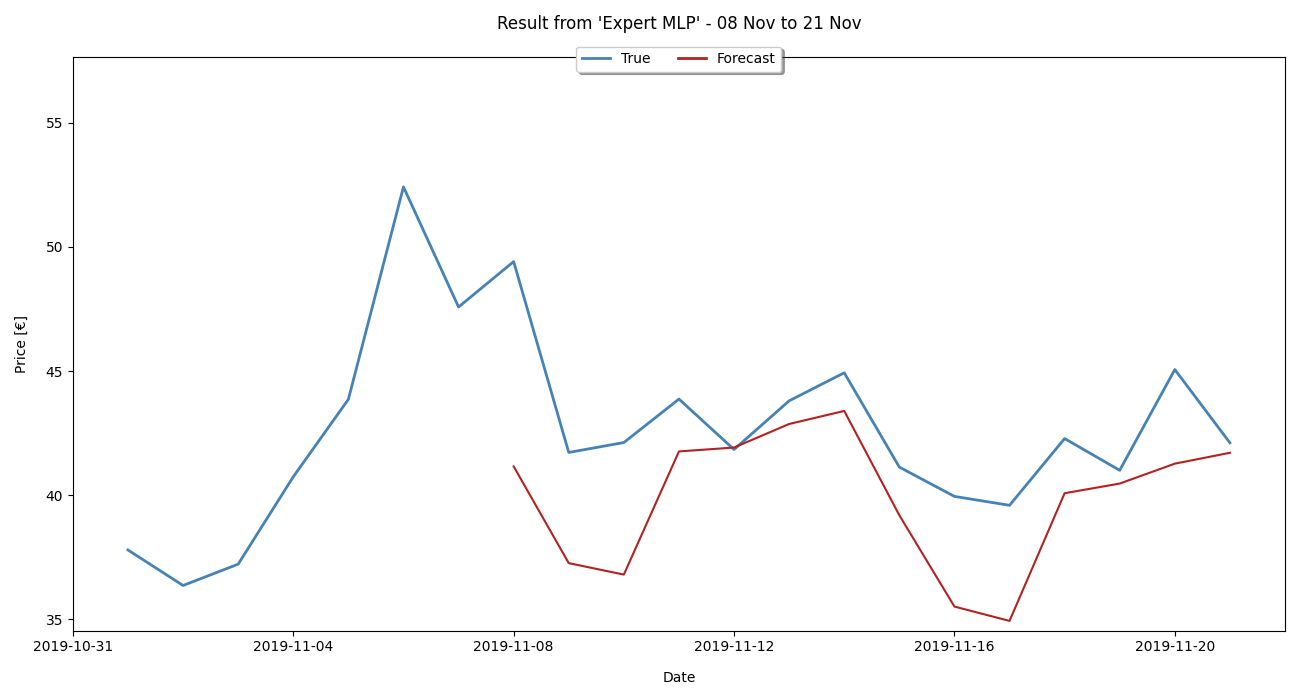 Result from 'Expert MLP' - 08 Nov to 21 Nov
True Forecast
55
50
45
40
35
Price [€]
2019-10-31 2019-11-04 2019-11-08 2019-11-12 2019-11-16 2019-11-20
Date